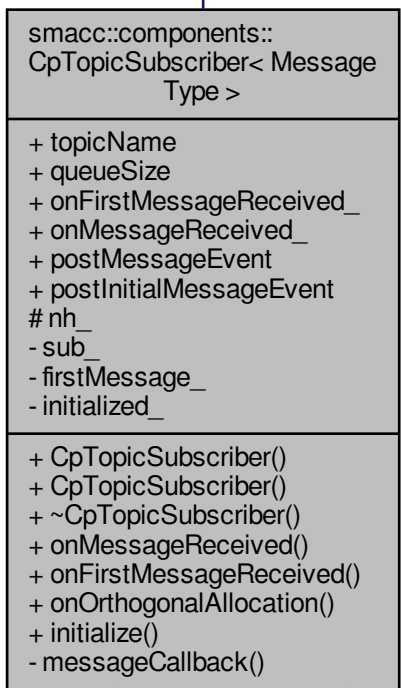 smacc::components::
CpTopicSubscriber< Message
Type >
+ topicName
+ queueSize
+ onFirstMessageReceived_
+ onMessageReceived_
+ postMessageEvent
+ postInitialMessageEvent
# nh_
- sub_
- firstMessage_
- initialized_
+ CpTopicSubscriber()
+ CpTopicSubscriber()
+ ~CpTopicSubscriber()
+ onMessageReceived()
+ onFirstMessageReceived()
+ onOrthogonalAllocation()
+ initialize()
- messageCallback()